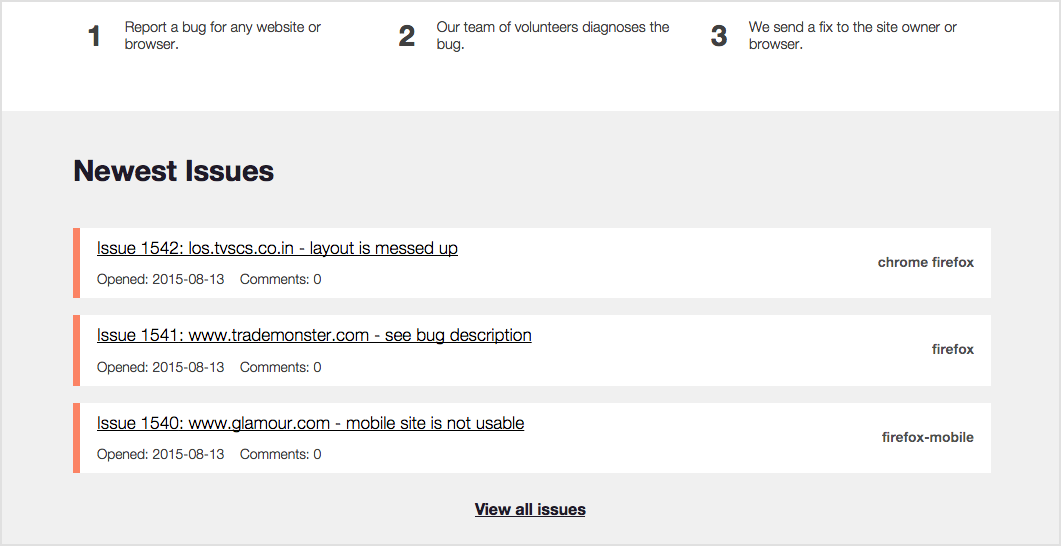 1 Report a bug for any website or
browser.
2 Our team of volunteers diagnoses the
bug.
3 We send a fix to the site owner or
browser.
Newest Issues
Issue 1542: los.tvscs.co.in - layout is messed up
chrome firefox
Opened: 2015-08-13 Comments: 0
Issue 1541: www.trademonster.com - see bug description
firefox
Opened: 2015-08-13 Comments: 0
Issue 1540: www.glamour.com - mobile site is not usable
firefox-mobile
Opened: 2015-08-13 Comments: 0
View all issues